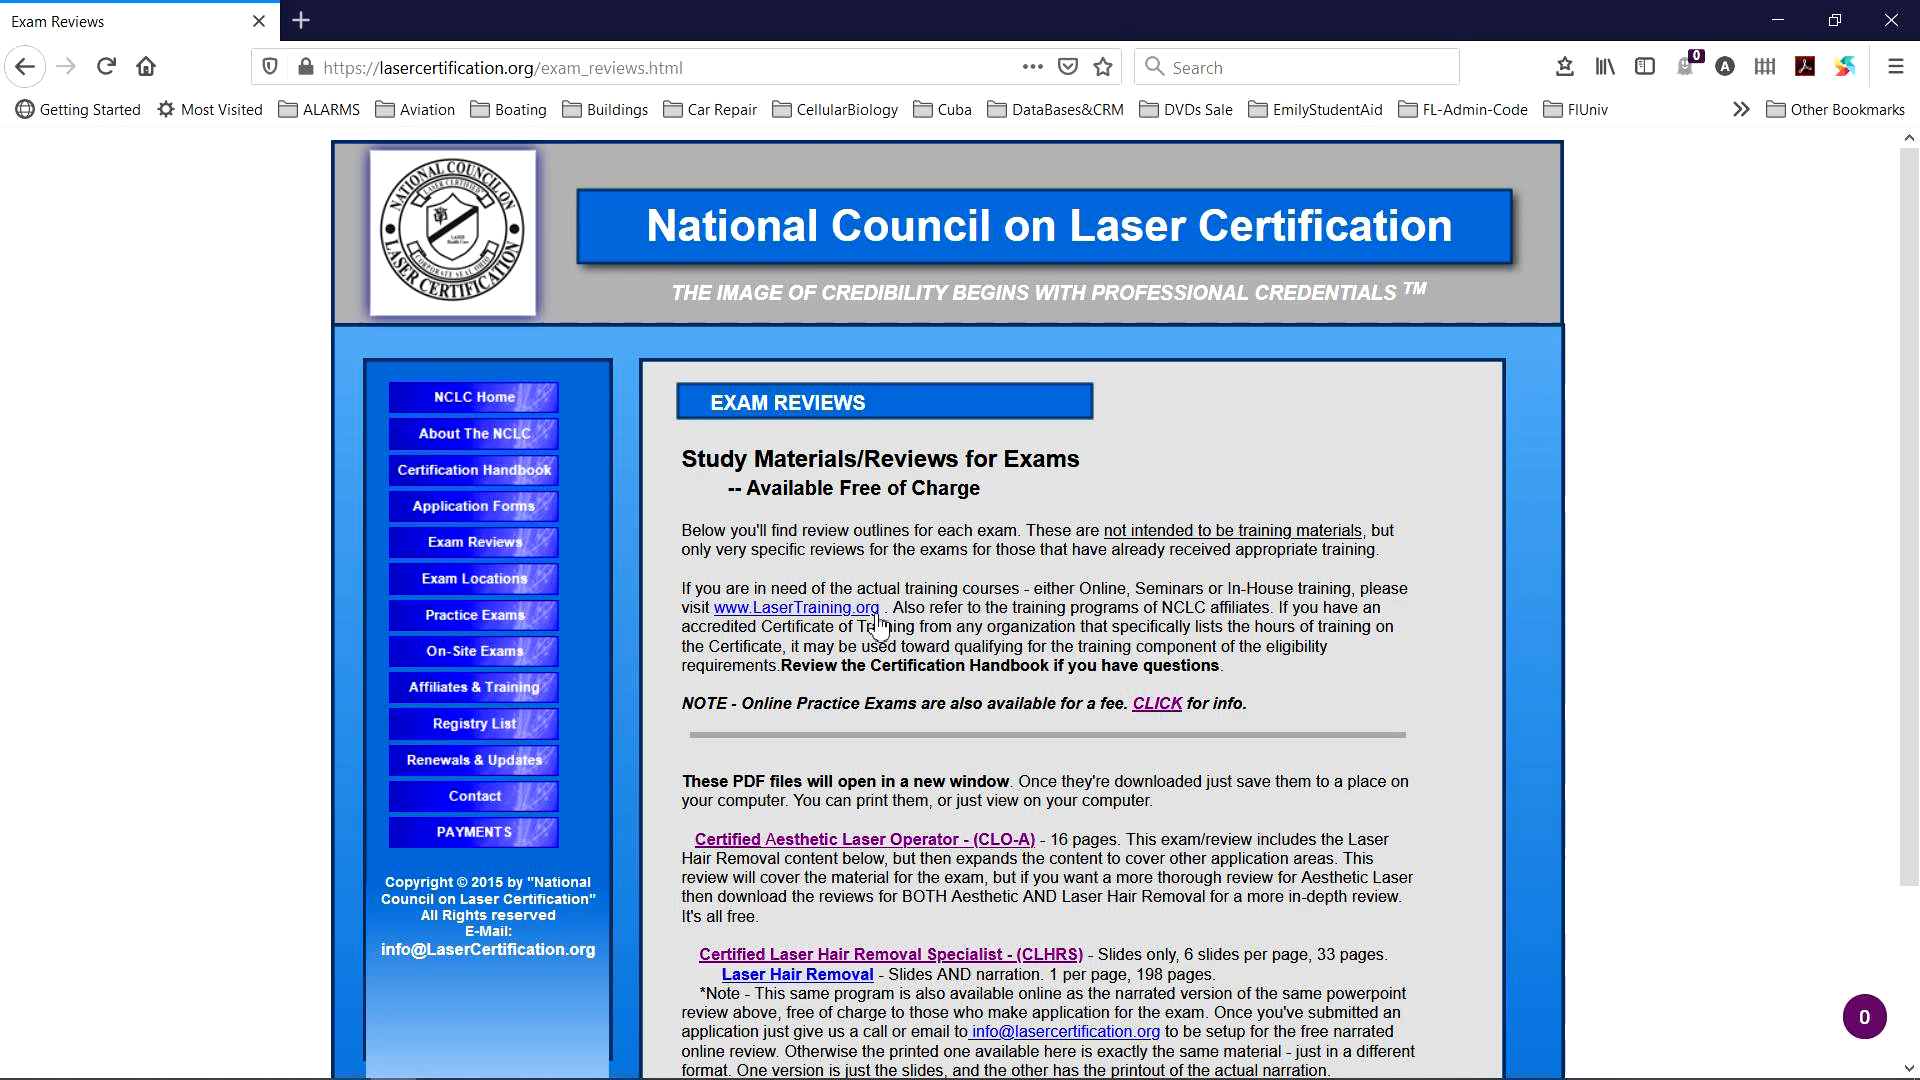 Exam Reviews
https://lasercertification.org/exam_reviews.html
Search
0
Getting Started
Most Visited
ALARMS
Aviation
Boating
Buildings
Car Repair
CellularBiology
Cuba
DataBases&CRM
DVDs Sale
EmilyStudentAid
FL-Admin-Code
FlUniv
Other Bookmarks
NATIONAL COUNCIL ON
LASER CERTIFICATION
National Council on Laser Certification
THE IMAGE OF CREDIBILITY BEGINS WITH PROFESSIONAL CREDENTIALS TM
NCLC Home
About The NCLC
Certification Handbook
Application Forms
Exam Reviews
Exam Locations
Practice Exams
On-Site Exams
Affiliates & Training
Registry List
Renewals & Updates
Contact
PAYMENTS
Copyright © 2015 by "National
Council on Laser Certification"
All Rights reserved
E-Mail:
info@LaserCertification.org
EXAM REVIEWS
Study Materials/Reviews for Exams
-- Available Free of Charge
Below you'll find review outlines for each exam. These are not intended to be training materials, but
only very specific reviews for the exams for those that have already received appropriate training.
If you are in need of the actual training courses - either Online, Seminars or In-House training, please
visit www.LaserTraining.org . Also refer to the training programs of NCLC affiliates. If you have an
accredited Certificate of Training from any organization that specifically lists the hours of training on
the Certificate, it may be used toward qualifying for the training component of the eligibility
requirements.Review the Certification Handbook if you have questions.
NOTE - Online Practice Exams are also available for a fee. CLICK for info.
These PDF files will open in a new window. Once they're downloaded just save them to a place on
your computer. You can print them, or just view on your computer.
Certified Aesthetic Laser Operator - (CLO-A) - 16 pages. This exam/review includes the Laser
Hair Removal content below, but then expands the content to cover other application areas. This
review will cover the material for the exam, but if you want a more thorough review for Aesthetic Laser
then download the reviews for BOTH Aesthetic AND Laser Hair Removal for a more in-depth review.
It's all free.
Certified Laser Hair Removal Specialist - (CLHRS) - Slides only, 6 slides per page, 33 pages.
Laser Hair Removal - Slides AND narration. 1 per page, 198 pages.
*Note - This same program is also available online as the narrated version of the same powerpoint
review above, free of charge to those who make application for the exam. Once you've submitted an
application just give us a call or email to info@lasercertification.org to be setup for the free narrated
online review. Otherwise the printed one available here is exactly the same material - just in a different
format. One version is just the slides, and the other has the printout of the actual narration.
0